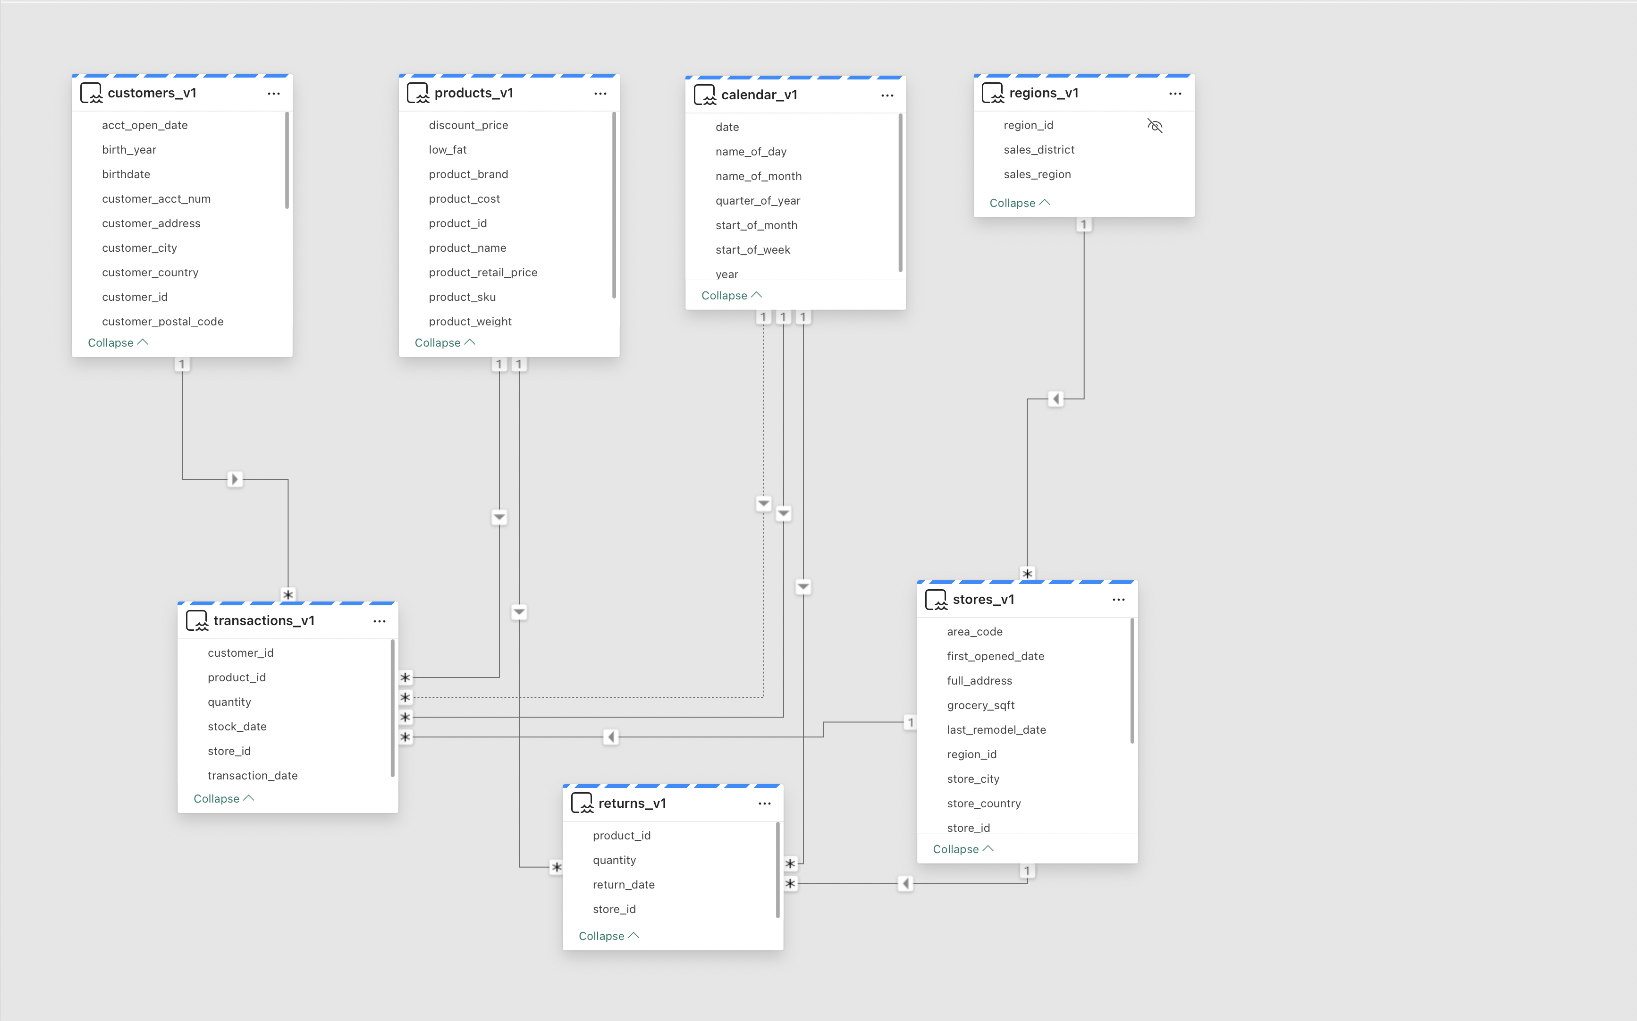 customers_v1
acct_open_date
birth_year
birthdate
customer_acct_num
customer_address
customer_city
customer_country
customer_id
customer_postal_code
Collapse
1
products_v1
discount_price
low_fat
product_brand
product_cost
product_id
product_name
product_retail_price
product_sku
product_weight
Collapse
1 1
calendar_v1
date
name_of_day
name_of_month
quarter_of_year
start_of_month
start_of_week
year
Collapse
1 1 1
regions_v1
region_id
sales_district
sales_region
Collapse
1
*
transactions_v1
customer_id
product_id
quantity
stock_date
store_id
transaction_date
Collapse
*
*
*
*
*
stores_v1
area_code
first_opened_date
full_address
grocery_sqft
last_remodel_date
region_id
store_city
store_country
store_id
Collapse
1
1
returns_v1
product_id
quantity
return_date
store_id
Collapse
*
*
*